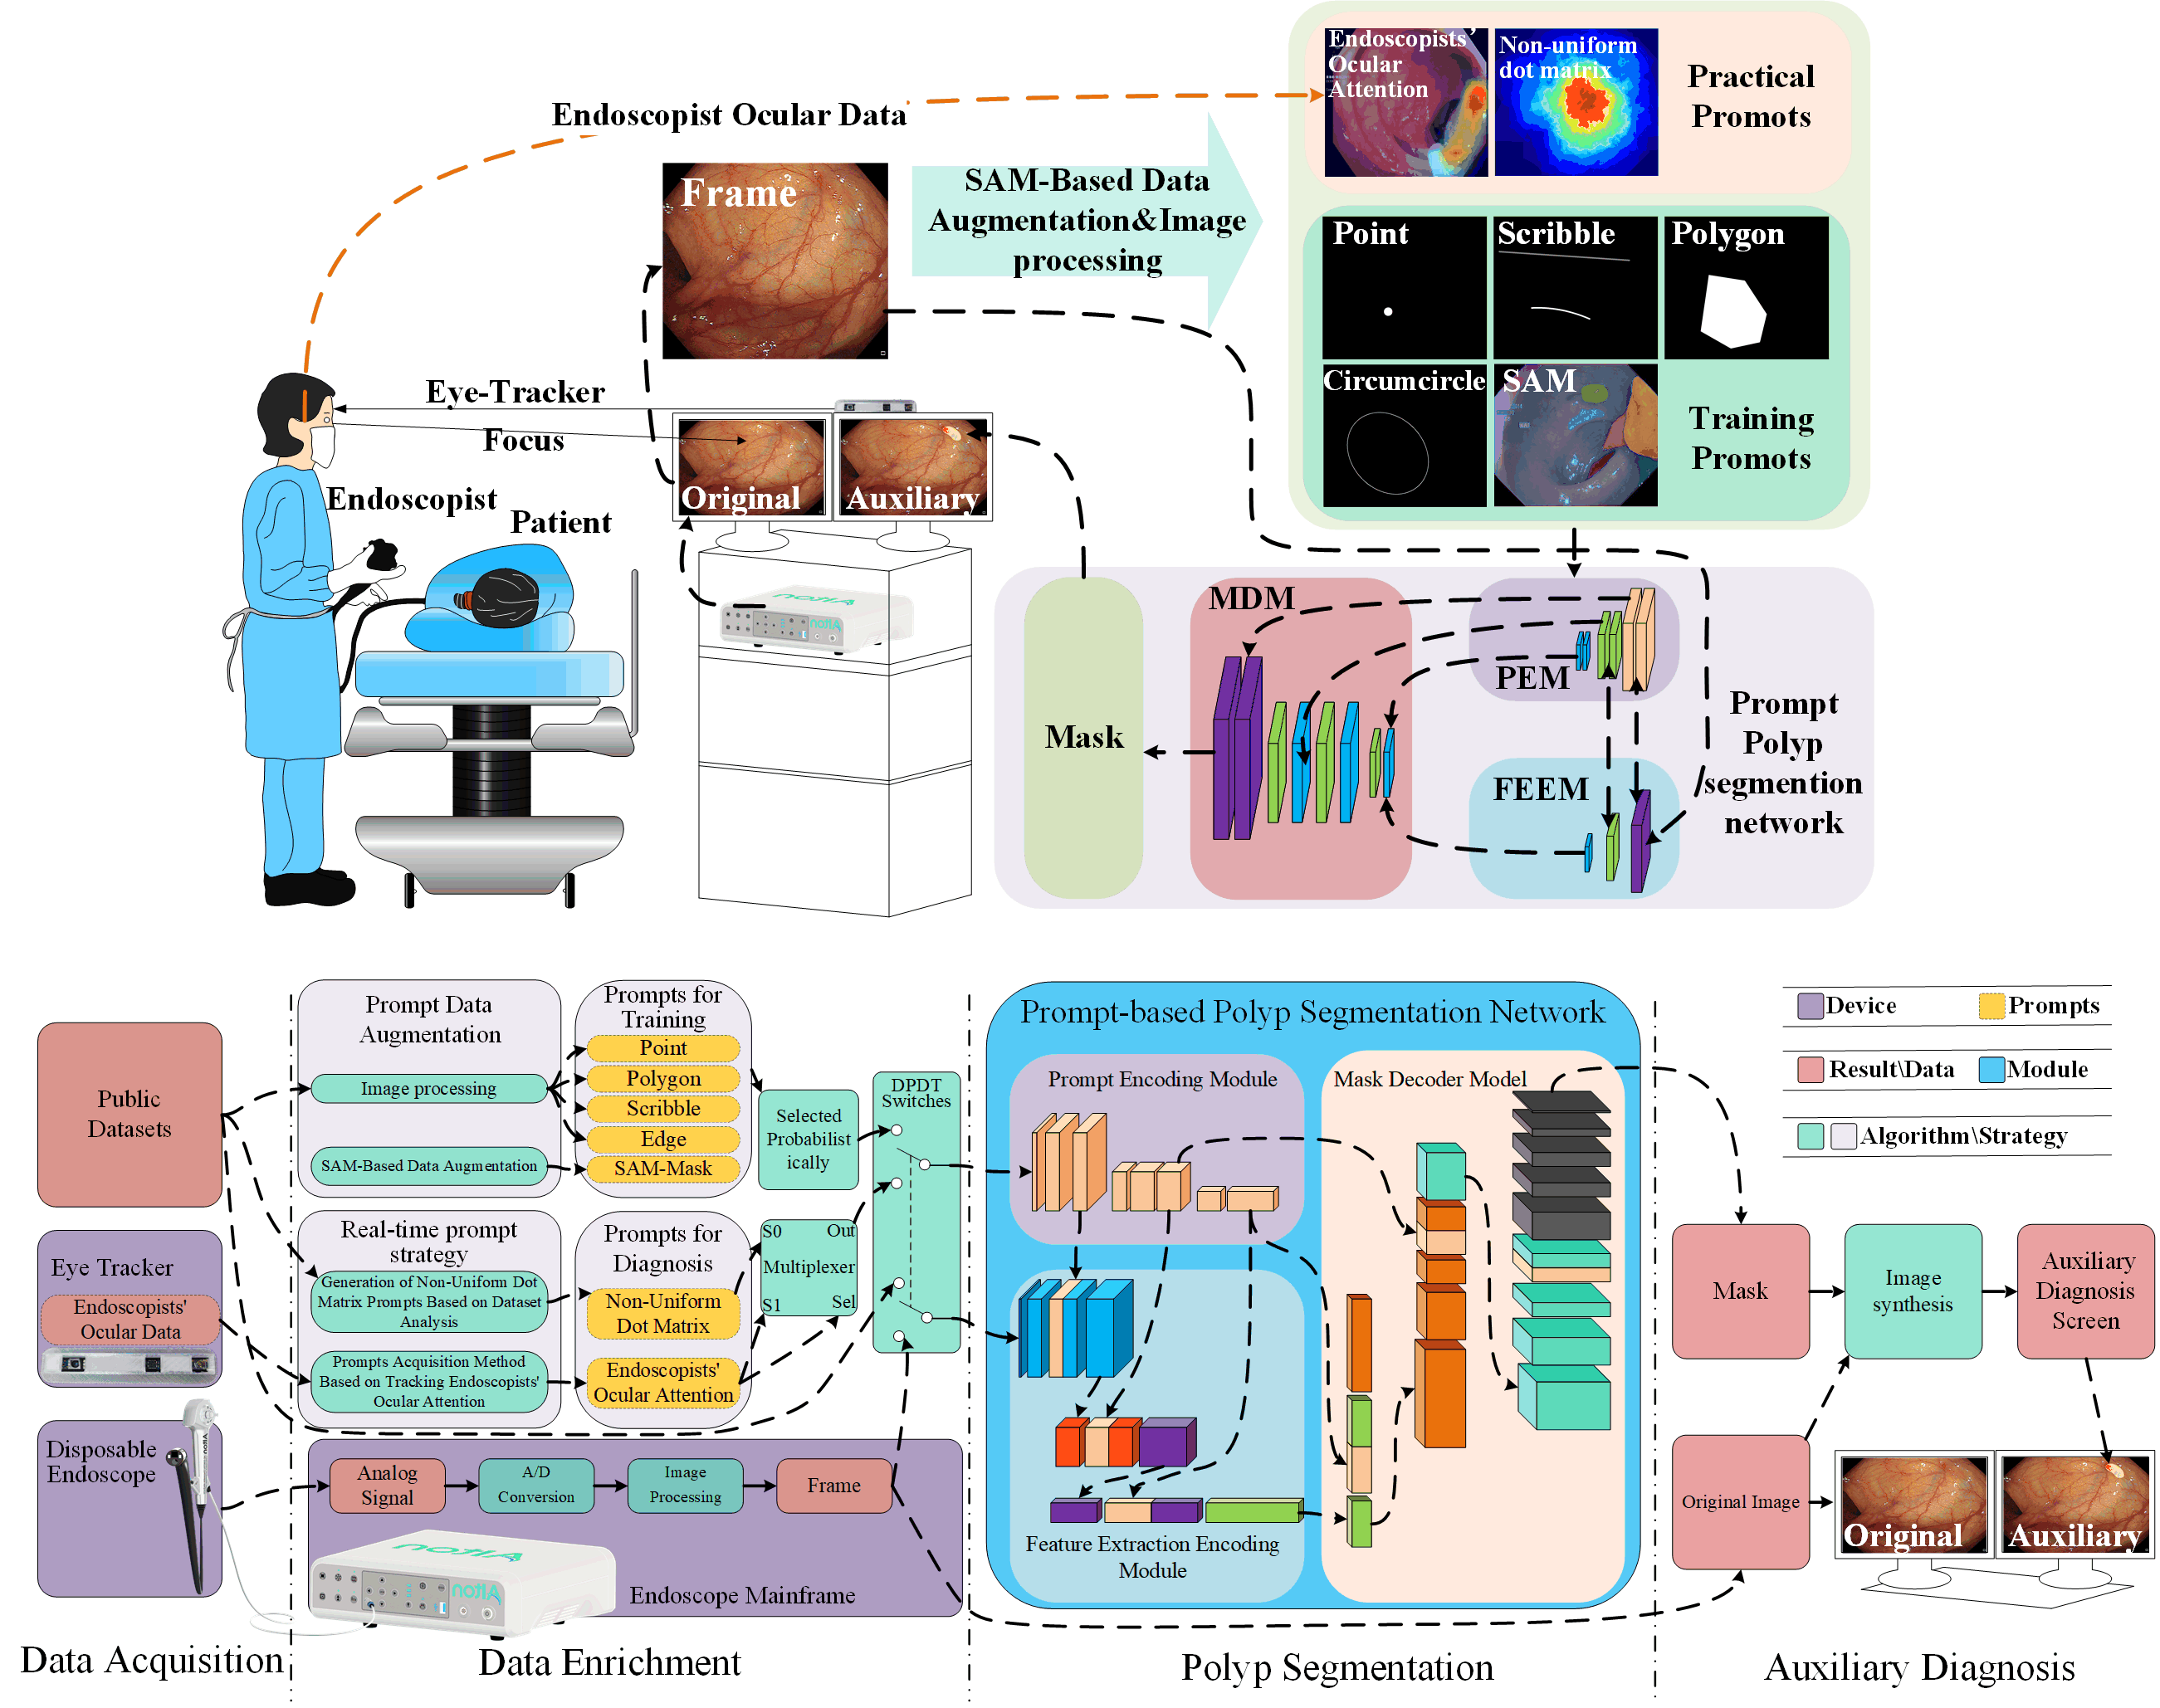 Endoscopists'
Ocular
Attention
Non-uniform
dot matrix
Practical
Promots
Endoscopist Ocular Data
Frame
SAM-Based Data
Augmentation&Image
processing
Point
Scribble
Polygon
Circumcircle
SAM
Training
Promots
Eye-Tracker
Focus
Original
Auxiliary
Endoscopist
Patient
Aiton
Aiton
MDM
PEM
Mask
FEEM
Prompt
Polyp
segmention
network
Public
Datasets
Eye Tracker
Endoscopists'
Ocular Data
Disposable
Endoscope
Aiton
Data Acquisition
Prompt Data
Augmentation
Image processing
SAM-Based Data Augmentation
Prompts for
Training
Point
Polygon
Scribble
Edge
SAM-Mask
Selected
Probabilist
ically
DPDT
Switches
Real-time prompt
strategy
Generation of Non-Uniform Dot
Matrix Prompts Based on Dataset
Analysis
Prompts Acquisition Method
Based on Tracking Endoscopists'
Ocular Attention
Prompts for
Diagnosis
Non-Uniform
Dot Matrix
Endoscopists'
Ocular Attention
S0
Out
Multiplexer
S1
Sel
Analog
Signal
A/D
Conversion
Image
Processing
Frame
Aiton
Aiton
Endoscope Mainframe
Data Enrichment
Prompt-based Polyp Segmentation Network
Prompt Encoding Module
Mask Decoder Model
Feature Extraction Encoding
Module
Polyp Segmentation
Device
Prompts
Result\Data
Module
Algorithm\Strategy
Mask
Image
synthesis
Auxiliary
Diagnosis
Screen
Original Image
Original
Auxiliary
Auxiliary Diagnosis